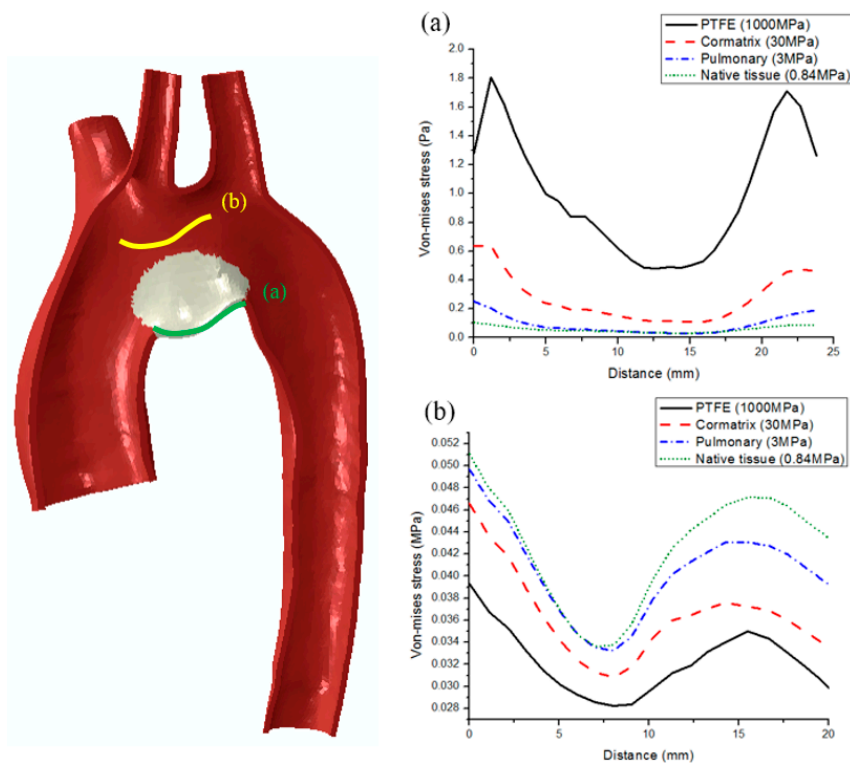 (a)
PTFE (1000MPa)
Cormatrix (30MPa)
Pulmonary (3MPa)
Native tissue (0.84MPa)
2.0
1.8
1.6
1.4
1.2
1.0
0.8
0.6
0.4
0.2
0.0
Von-mises stress (Pa)
0 5 10 15 20 25
Distance (mm)
(b)
(a)
(b)
PTFE (1000MPa)
Cormatrix (30MPa)
Pulmonary (3MPa)
Native tissue (0.84MPa)
0.052
0.050
0.048
0.046
0.044
0.042
0.040
0.038
0.036
0.034
0.032
0.030
0.028
Von-mises stress (MPa)
0 5 10 15 20
Distance (mm)